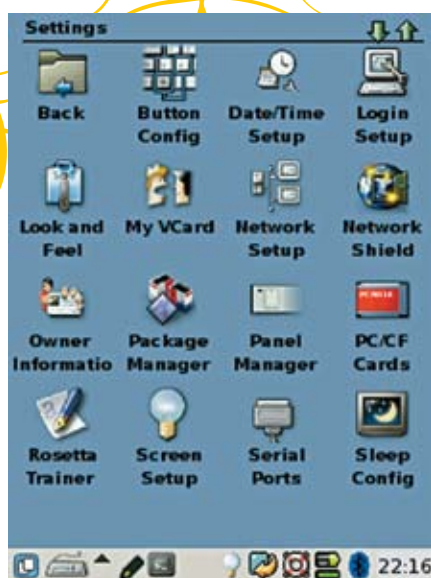 Settings
Back Button Config Date/Time Setup Login Setup
Look and Feel My VCard Network Setup Network Shield
Owner Informatio Package Manager Panel Manager PC/CF Cards
Rosetta Trainer Screen Setup Serial Ports Sleep Config
22:16